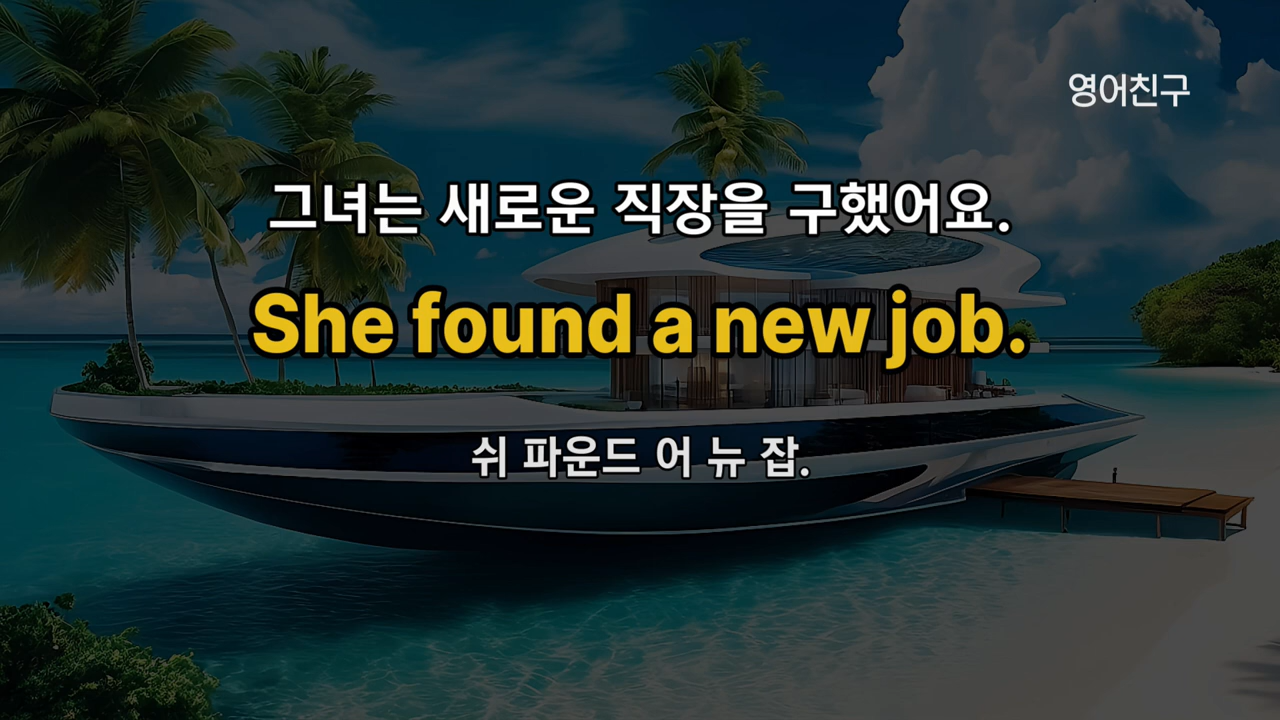 영어친구
그녀는 새로운 직장을 구했어요.
She found a new job.
쉬 파운드 어 뉴 잡.